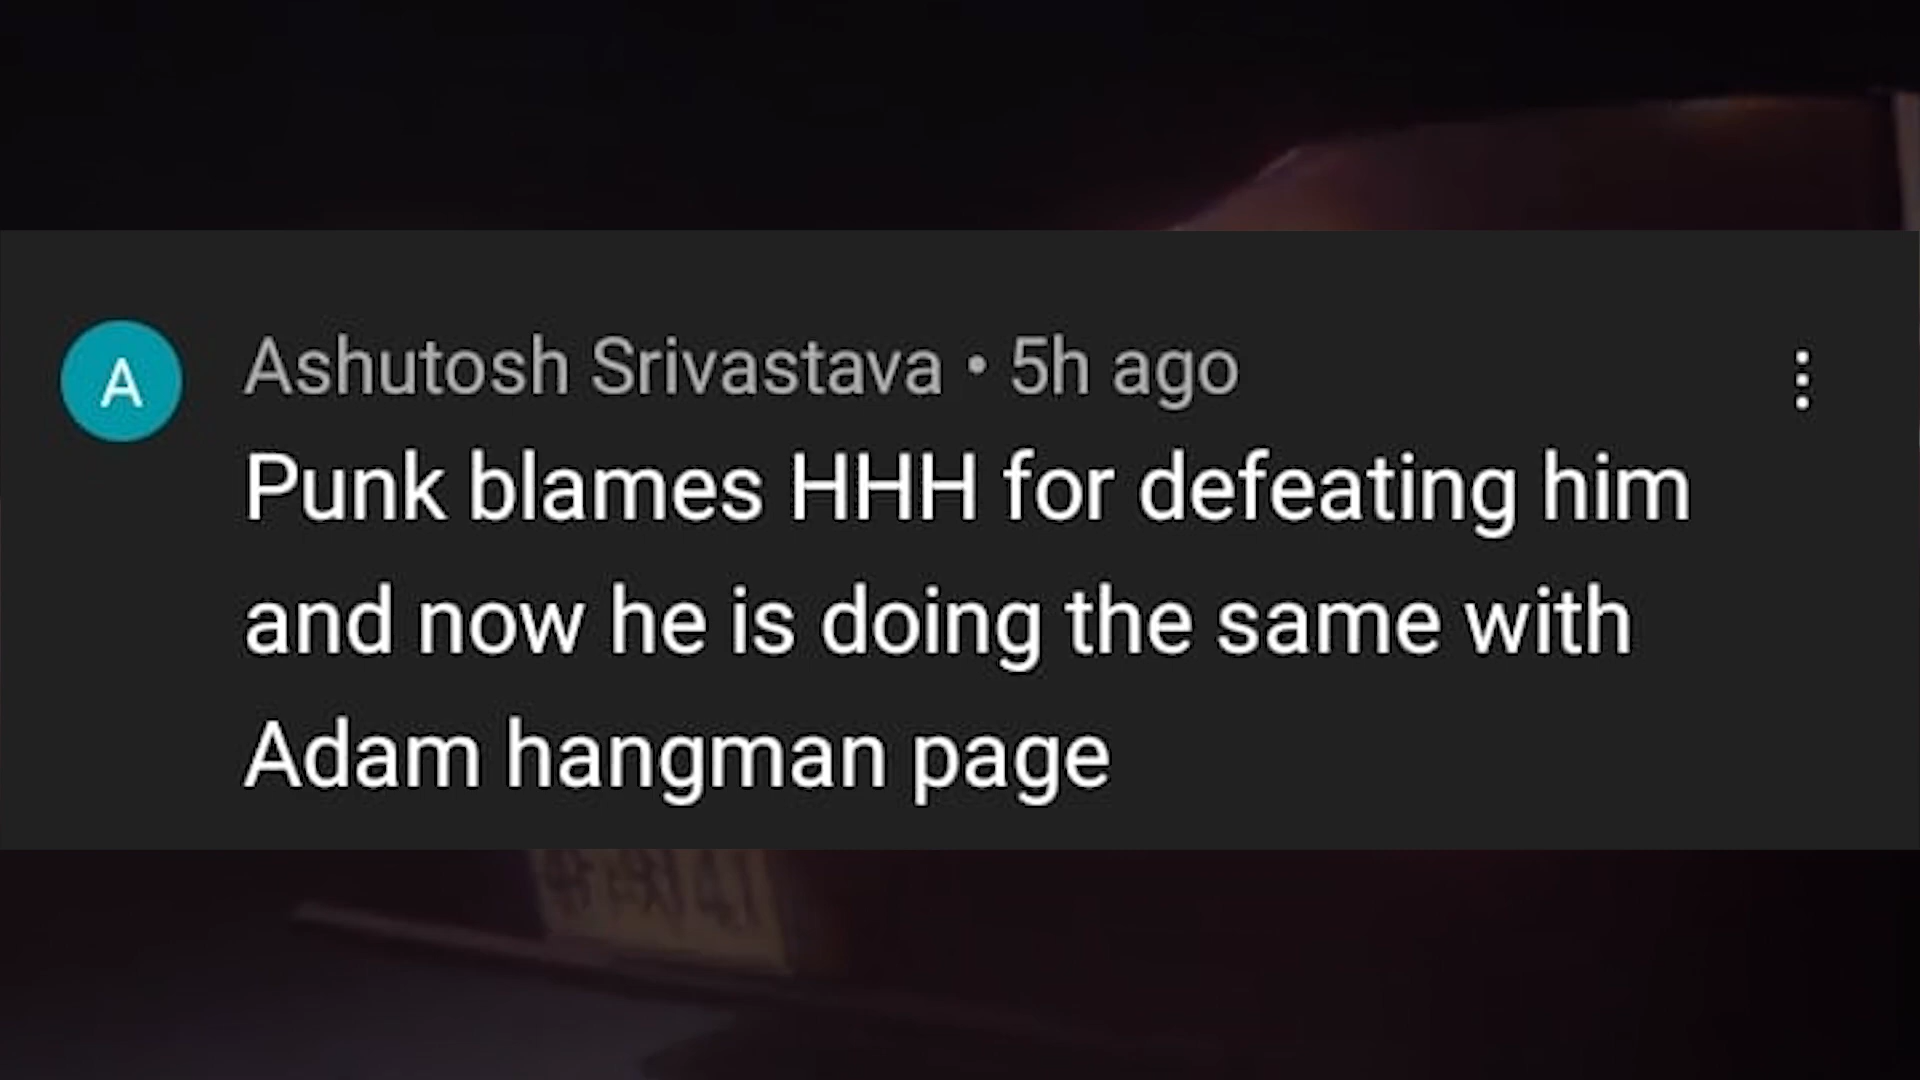 A
Ashutosh Srivastava • 5h ago
Punk blames HHH for defeating him
and now he is doing the same with
Adam hangman page